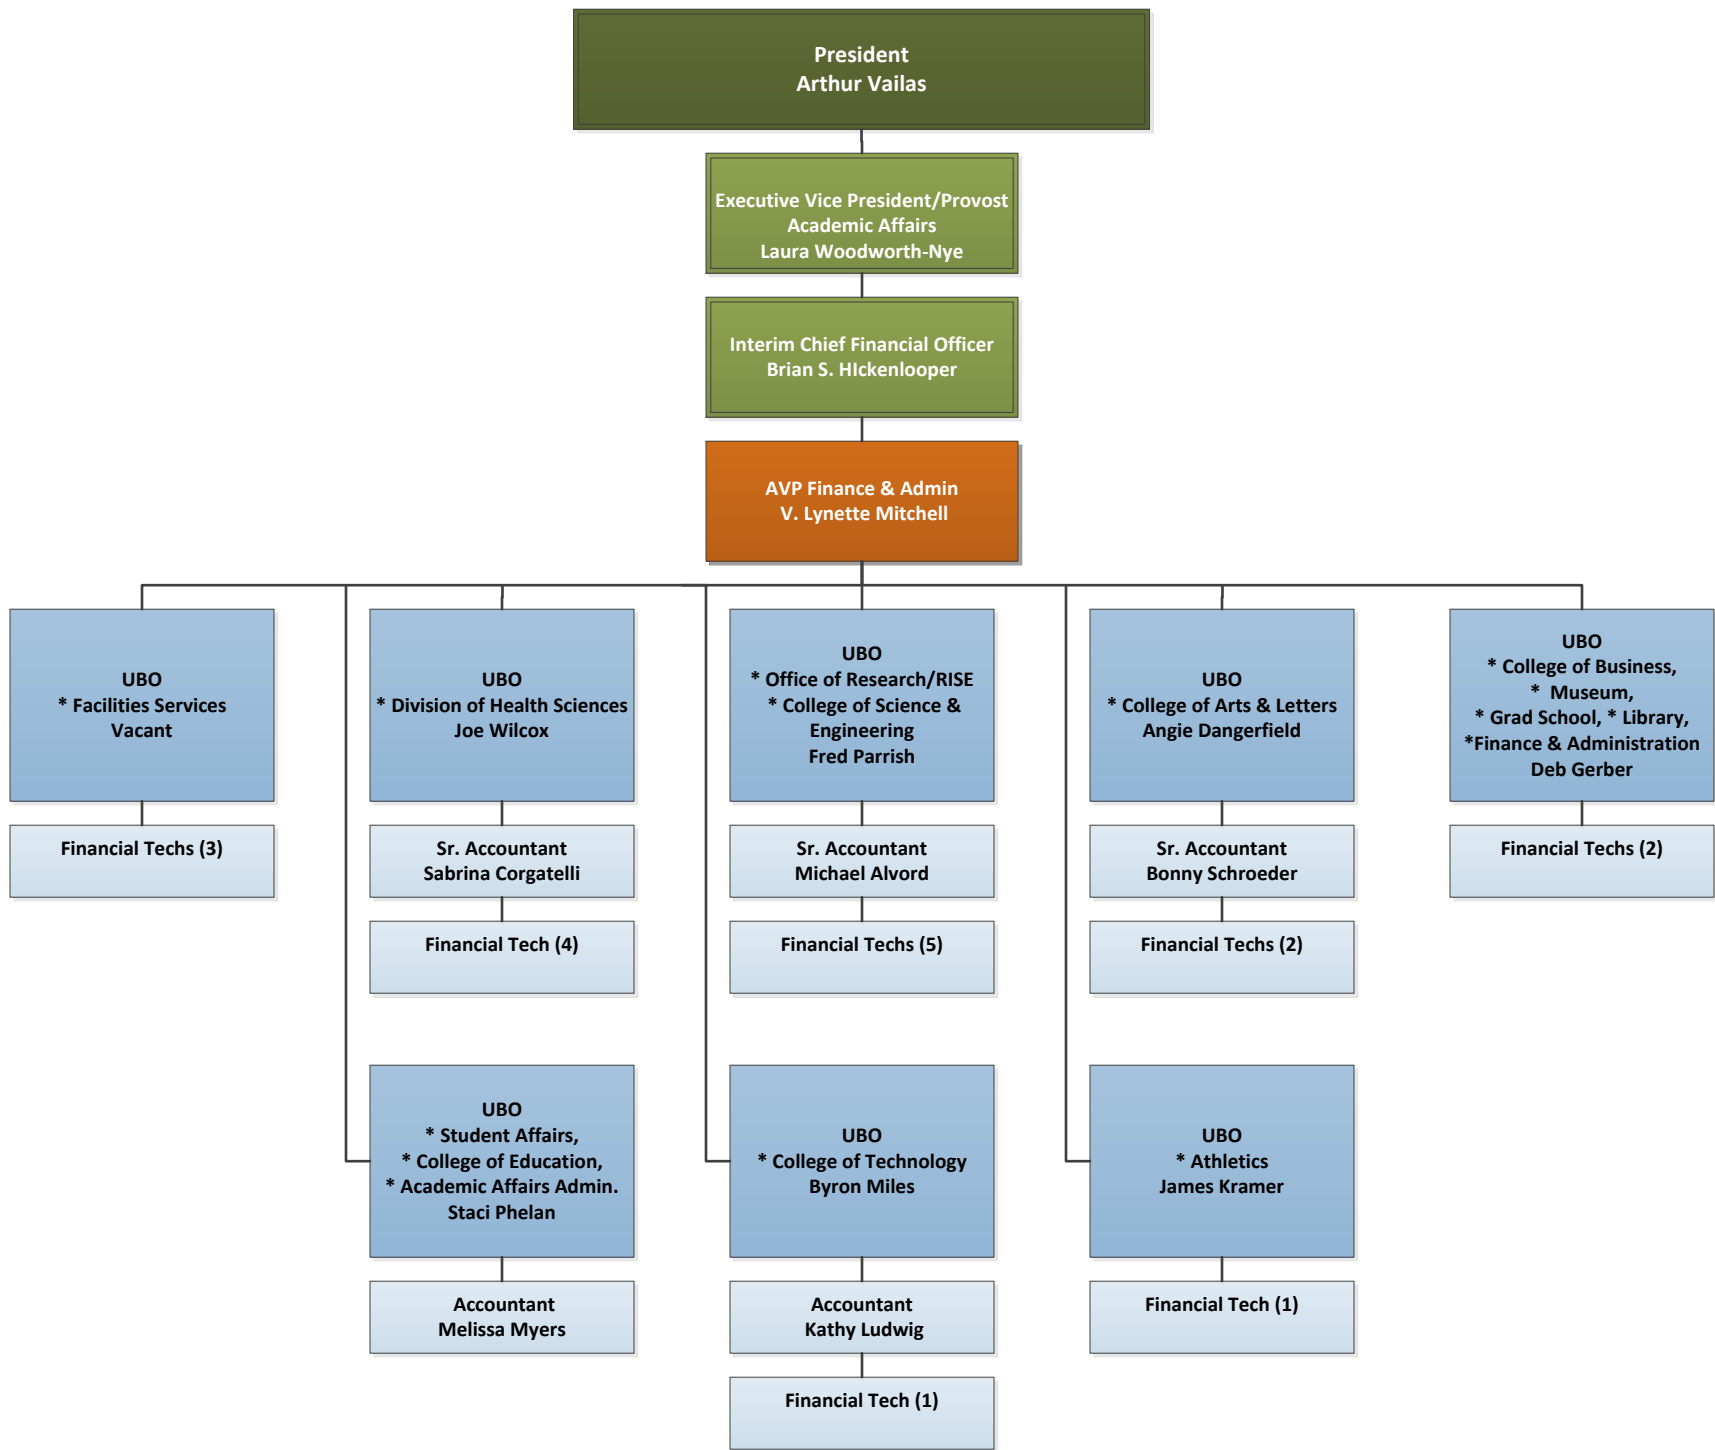 President
Arthur Vailas
Executive Vice President/Provost
Academic Affairs
Laura Woodworth-Nye
Interim Chief Financial Officer
Brian S. HIckenlooper
AVP Finance & Admin
V. Lynette Mitchell
UBO
* Facilities Services
Vacant
UBO
* Division of Health Sciences
Joe Wilcox
UBO
* Office of Research/RISE
* College of Science &
Engineering
Fred Parrish
UBO
* College of Arts & Letters
Angie Dangerfield
UBO
* College of Business,
* Museum,
* Grad School, * Library,
*Finance & Administration
Deb Gerber
Financial Techs (3)
Sr. Accountant
Sabrina Corgatelli
Sr. Accountant
Michael Alvord
Sr. Accountant
Bonny Schroeder
Financial Techs (2)
Financial Tech (4)
Financial Techs (5)
Financial Techs (2)
UBO
* Student Affairs,
* College of Education,
* Academic Affairs Admin.
Staci Phelan
UBO
* College of Technology
Byron Miles
UBO
* Athletics
James Kramer
Accountant
Melissa Myers
Accountant
Kathy Ludwig
Financial Tech (1)
Financial Tech (1)